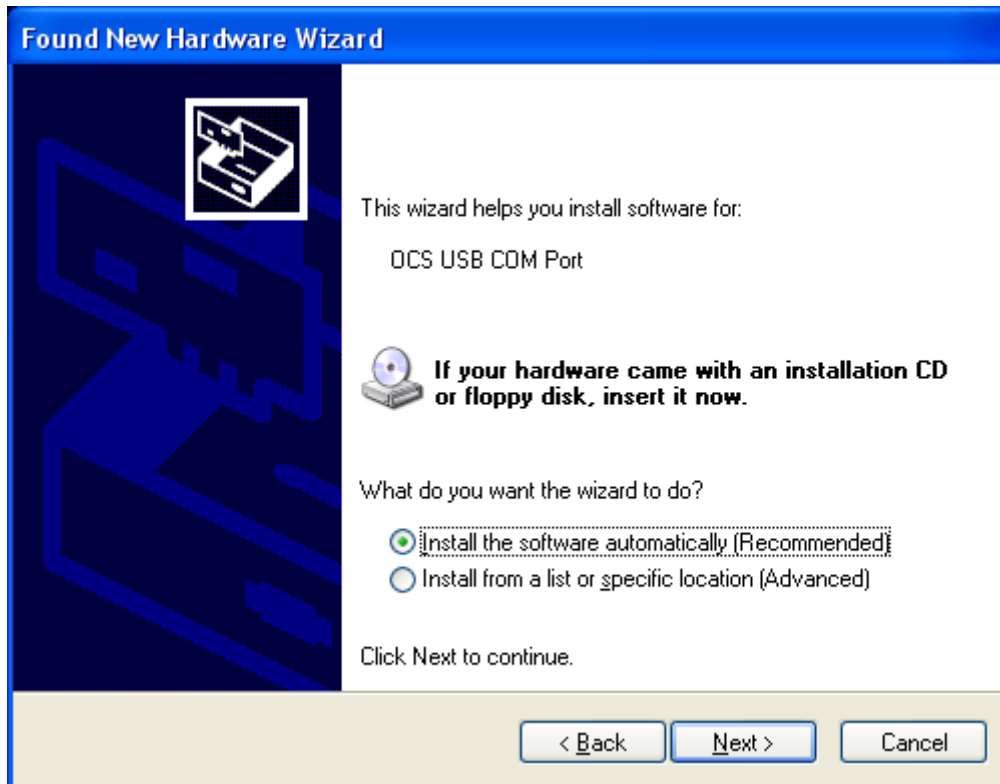 Found New Hardware Wizard
This wizard helps you install software for:
OCS USB COM Port
If your hardware came with an installation CD
or floppy disk, insert it now.
What do you want the wizard to do?
Install the software automatically (Recommended)
Install from a list or specific location (Advanced)
Click Next to continue.
< Back Next > Cancel